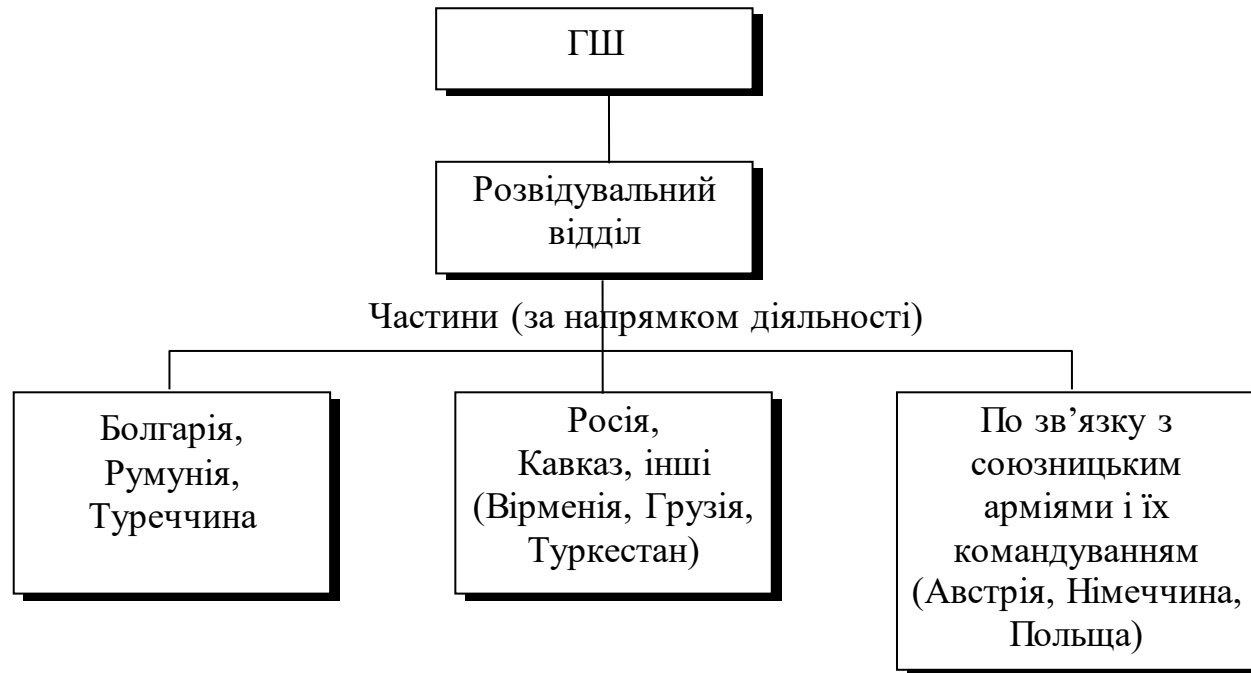 ГШ
Розвідувальний
відділ
Частини (за напрямком діяльності)
Болгарія,
Румунія,
Туреччина
Росія,
Кавказ, інші
(Вірменія, Грузія,
Туркестан)
По зв’язку з
союзницьким
арміями і їх
командуванням
(Австрія, Німеччина,
Польща)